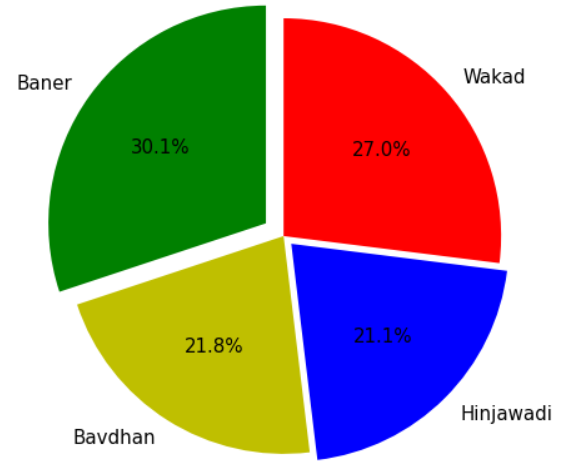 Wakad
Baner
30.1%
27.0%
21.8%
21.1%
Hinjawadi
Bavdhan